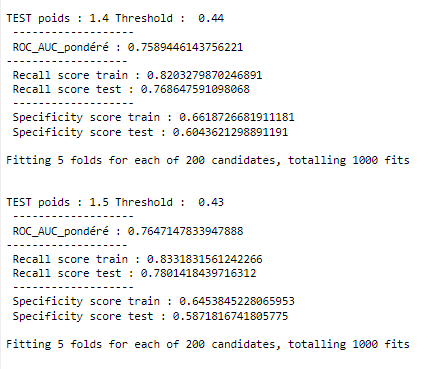 TEST poids : 1.4 Threshold :  0.44
-------------------
ROC_AUC_pondéré : 0.7589446143756221
-------------------
Recall score train : 0.8203279870246891
Recall score test : 0.768647591098068
-------------------
Specificity score train : 0.6618726681911181
Specificity score test : 0.6043621298891191
Fitting 5 folds for each of 200 candidates, totalling 1000 fits
TEST poids : 1.5 Threshold :  0.43
-------------------
ROC_AUC_pondéré : 0.7647147833947888
-------------------
Recall score train : 0.8331831561242266
Recall score test : 0.7801418439716312
-------------------
Specificity score train : 0.6453845228065953
Specificity score test : 0.5871816741805775
Fitting 5 folds for each of 200 candidates, totalling 1000 fits